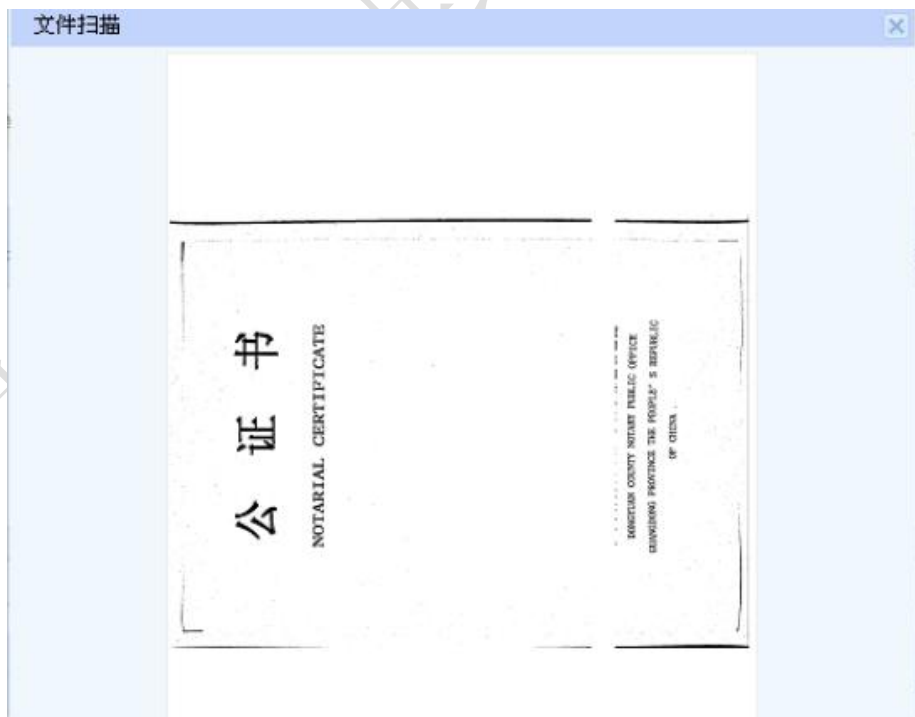 文件扫描
公证书
NOTARIAL CERTIFICATE
DONGYUAN COUNTY NOTARY PUBLIC OFFICE
GUANGDONG PROVINCE THE PEOPLE' S REPUBLIC
OF CHINA